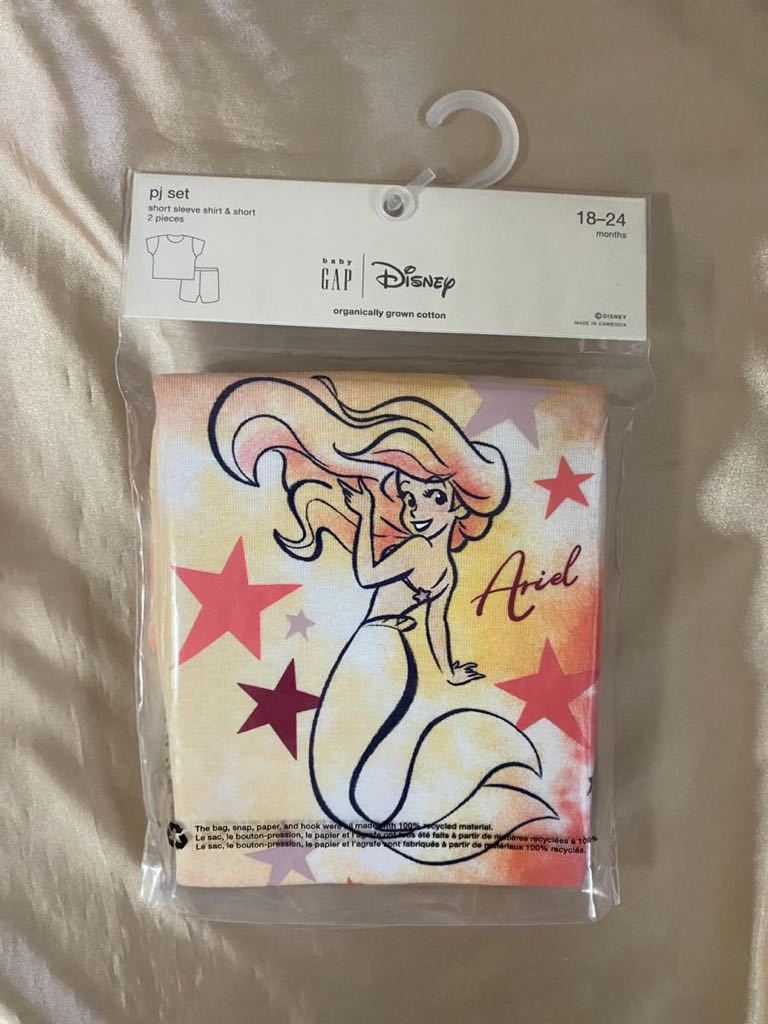 pj set
short sleeve shirt & short
2 pieces
18–24
months
baby
GAP
Disney
organically grown cotton
©DISNEY
MADE IN CAMBODIA
Ariel
The bag, snap, paper, and hook were all made with 100% recycled material.
Le sac, le bouton-pression, le papier et l'agrafe ont tous été faits à partir de matières recyclées à 100%
Le sac, le bouton-pression, le papier et l'agrafe sont fabriqués à partir de matériaux 100% recyclés.